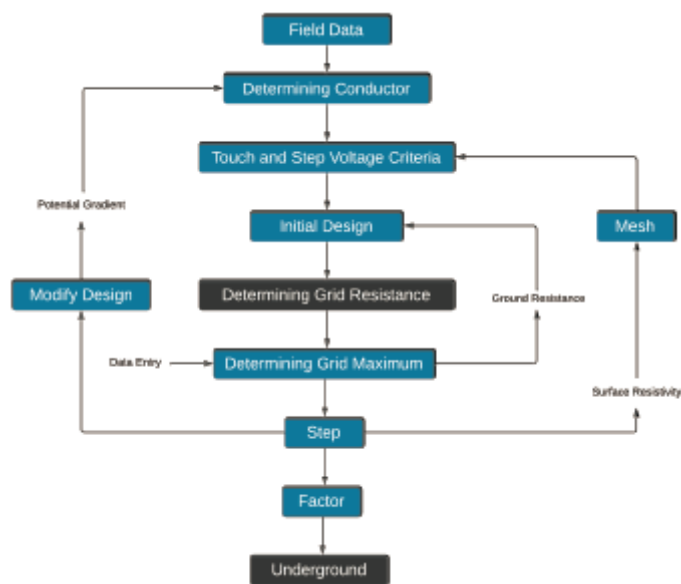 Field Data
Determining Conductor
Touch and Step Voltage Criteria
Potential Gradient
Initial Design
Mesh
Modify Design
Determining Grid Resistance
Ground Resistance
Data Entry
Determining Grid Maximum
Surface Resistivity
Step
Factor
Underground